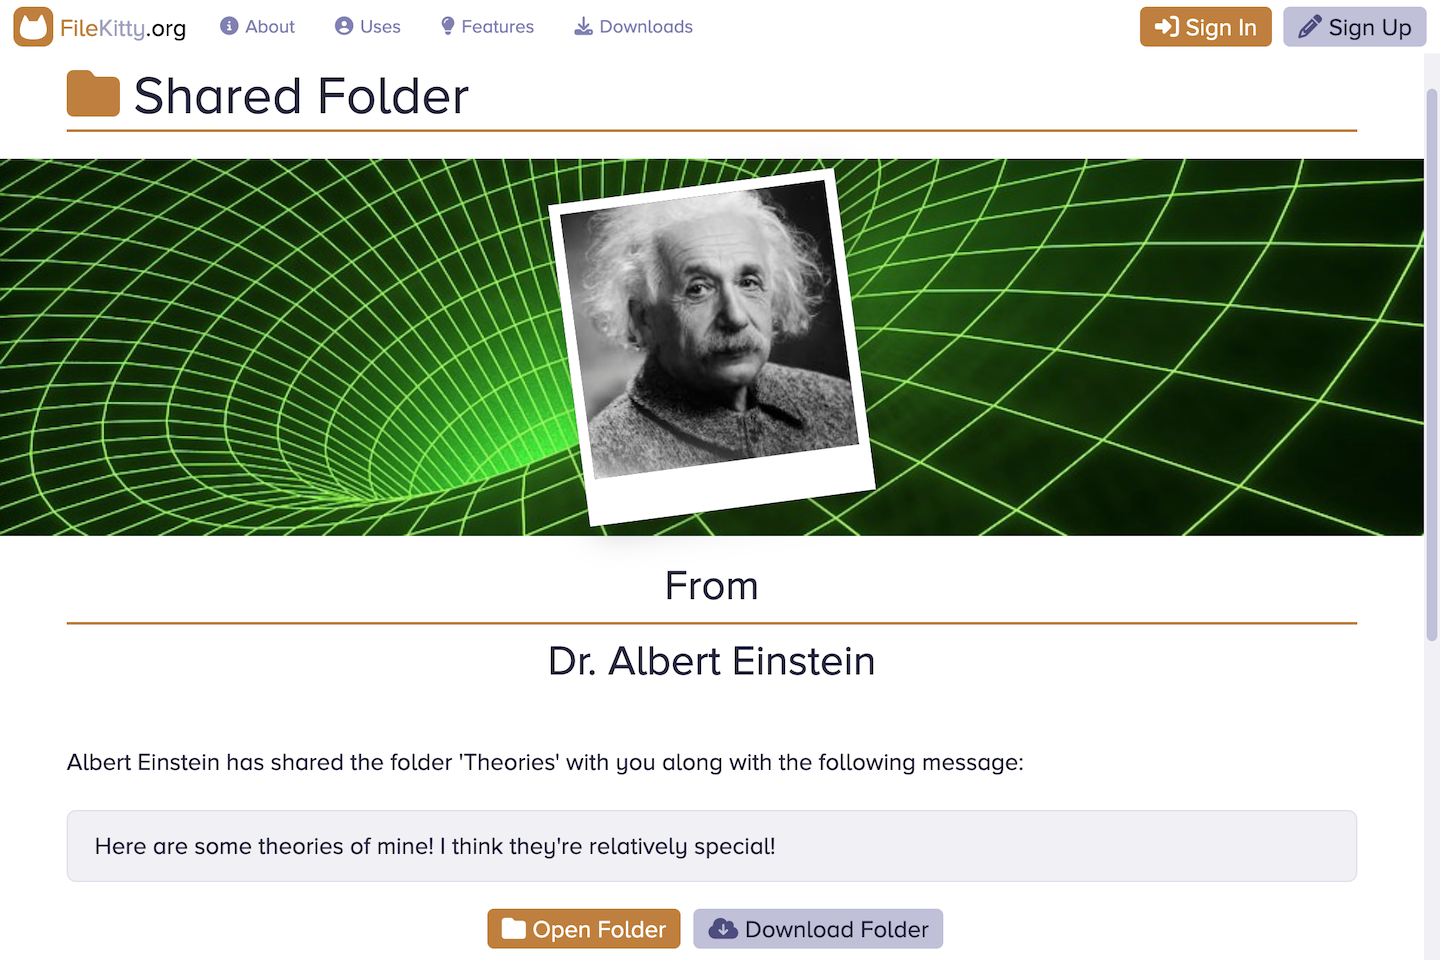 FileKitty.org About Uses Features Downloads Sign In Sign Up
Shared Folder
From
Dr. Albert Einstein
Albert Einstein has shared the folder 'Theories' with you along with the following message:
Here are some theories of mine! I think they're relatively special!
Open Folder Download Folder